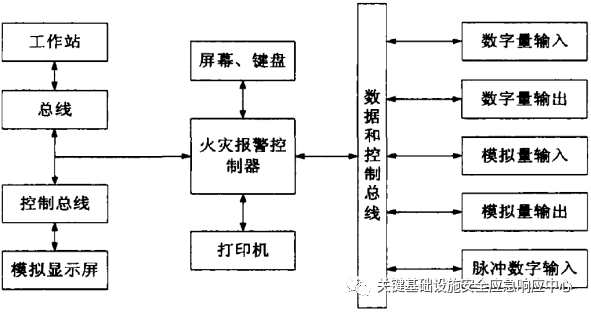 工作站
总线
控制总线
模拟显示屏
屏幕、键盘
火灾报警控
制器
打印机
数据和控制总线
数字量输入
数字量输出
模拟量输入
模拟量输出
脉冲数字输入
关键基础设施安全应急响应中心